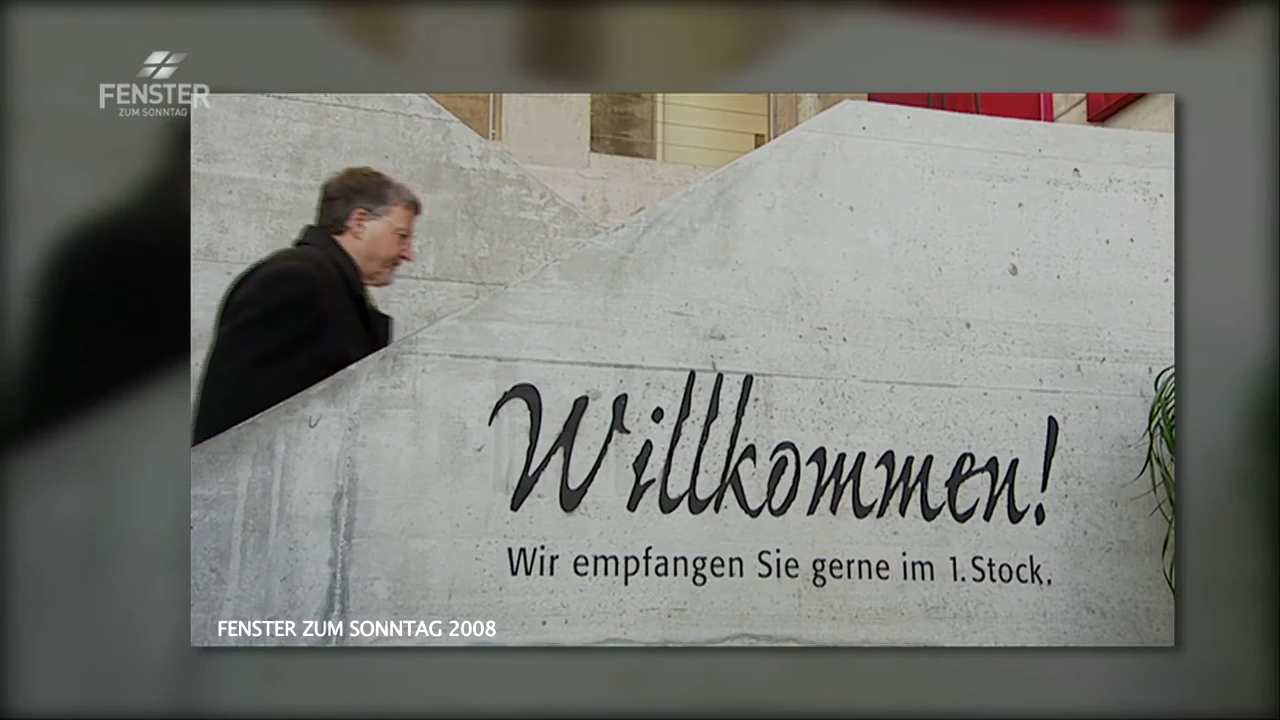 FENSTER
ZUM SONNTAG
Willkommen!
Wir empfangen Sie gerne im 1. Stock.
FENSTER ZUM SONNTAG 2008